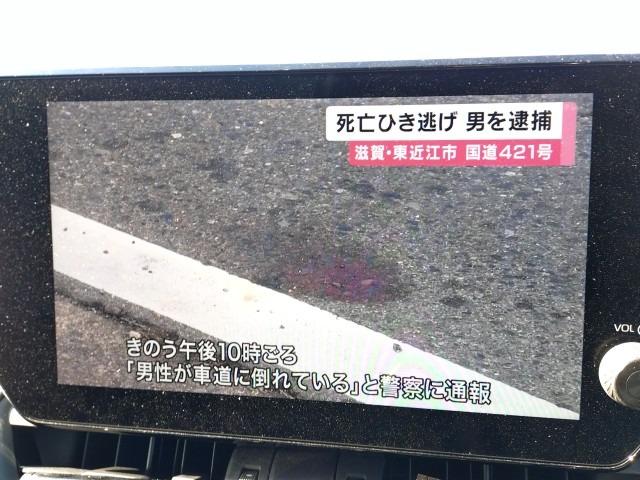 死亡ひき逃げ 男を逮捕
滋賀・東近江市 国道421号
きのう午後10時ごろ
「男性が車道に倒れている」と警察に通報
VOL